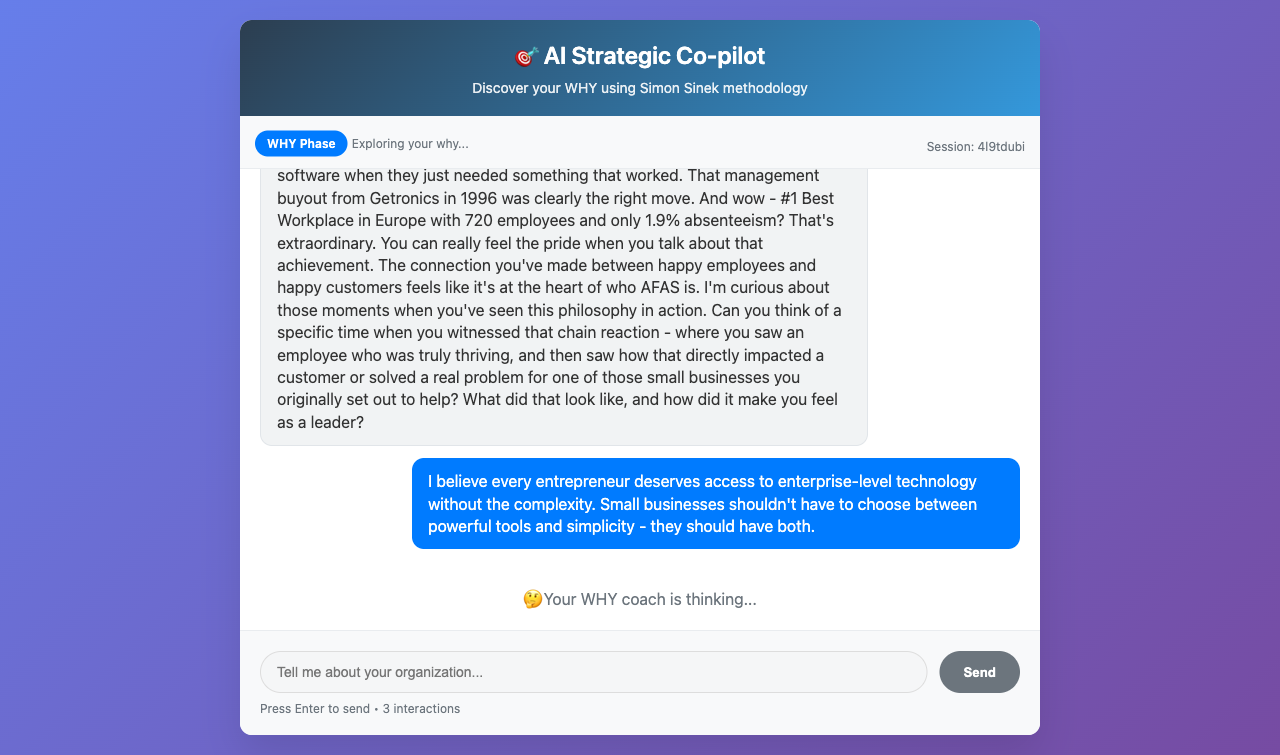 🎯 AI Strategic Co-pilot
Discover your WHY using Simon Sinek methodology
WHY Phase Exploring your why...
Session: 4l9tdubi
software when they just needed something that worked. That management
buyout from Getronics in 1996 was clearly the right move. And wow - #1 Best
Workplace in Europe with 720 employees and only 1.9% absenteeism? That's
extraordinary. You can really feel the pride when you talk about that
achievement. The connection you've made between happy employees and
happy customers feels like it's at the heart of who AFAS is. I'm curious about
those moments when you've seen this philosophy in action. Can you think of a
specific time when you witnessed that chain reaction - where you saw an
employee who was truly thriving, and then saw how that directly impacted a
customer or solved a real problem for one of those small businesses you
originally set out to help? What did that look like, and how did it make you feel
as a leader?
I believe every entrepreneur deserves access to enterprise-level technology
without the complexity. Small businesses shouldn't have to choose between
powerful tools and simplicity - they should have both.
🤔Your WHY coach is thinking...
Tell me about your organization...
Send
Press Enter to send • 3 interactions